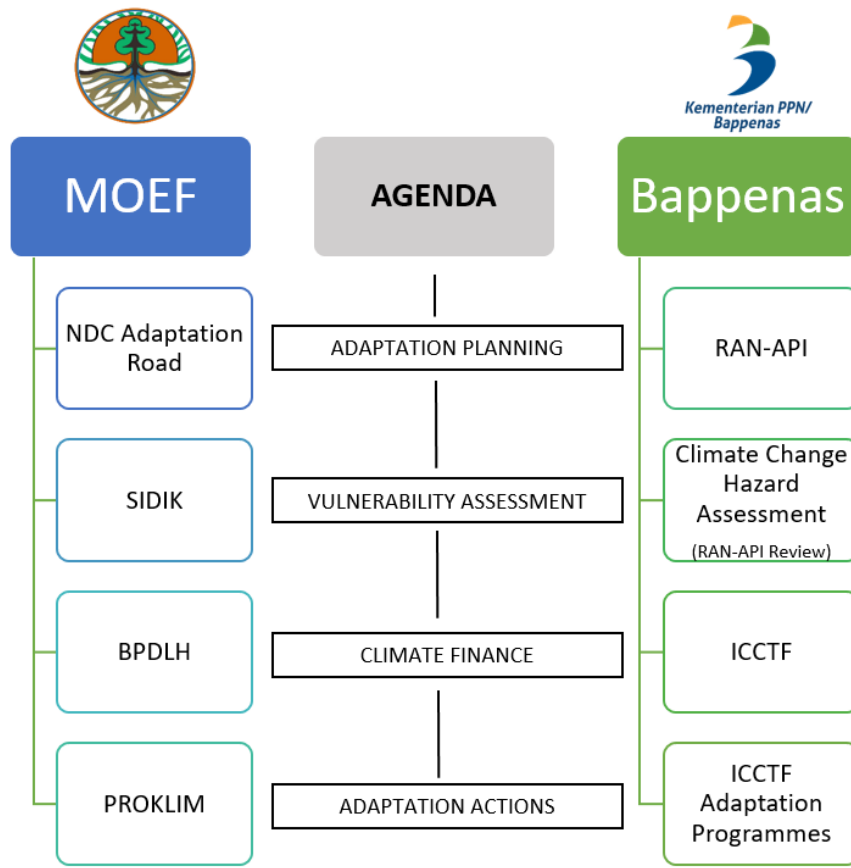 Kementerian PPN/
Bappenas
MOEF
AGENDA
Bappenas
NDC Adaptation
Road
ADAPTATION PLANNING
RAN-API
SIDIK
VULNERABILITY ASSESSMENT
Climate Change
Hazard
Assessment
(RAN-API Review)
BPDLH
CLIMATE FINANCE
ICCTF
PROKLIM
ADAPTATION ACTIONS
ICCTF
Adaptation
Programmes